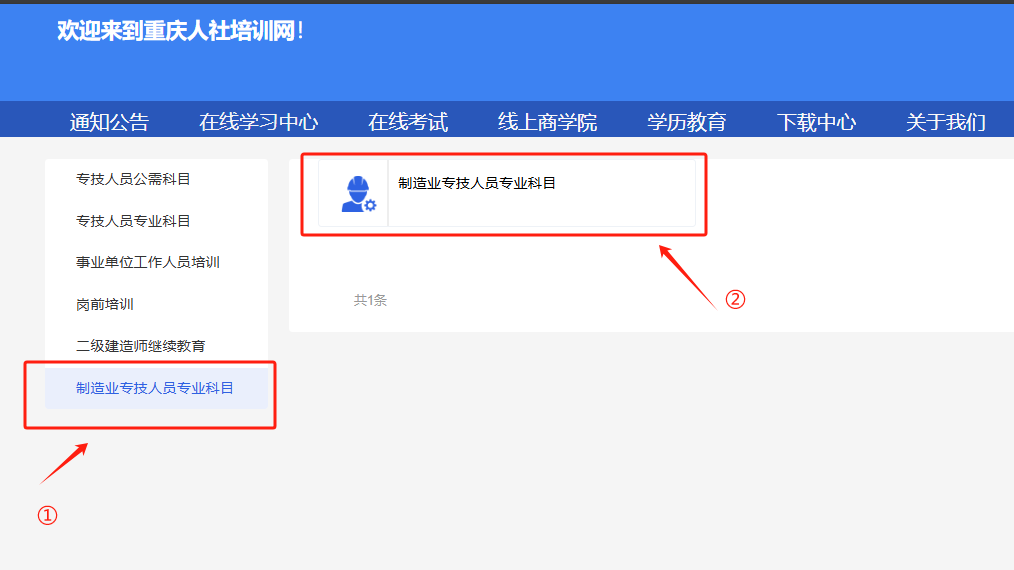 欢迎来到重庆人社培训网！
通知公告 在线学习中心 在线考试 线上商学院 学历教育 下载中心 关于我们
专技人员公需科目
专技人员专业科目
事业单位工作人员培训
岗前培训
二级建造师继续教育
制造业专技人员专业科目
①
制造业专技人员专业科目
共1条
②